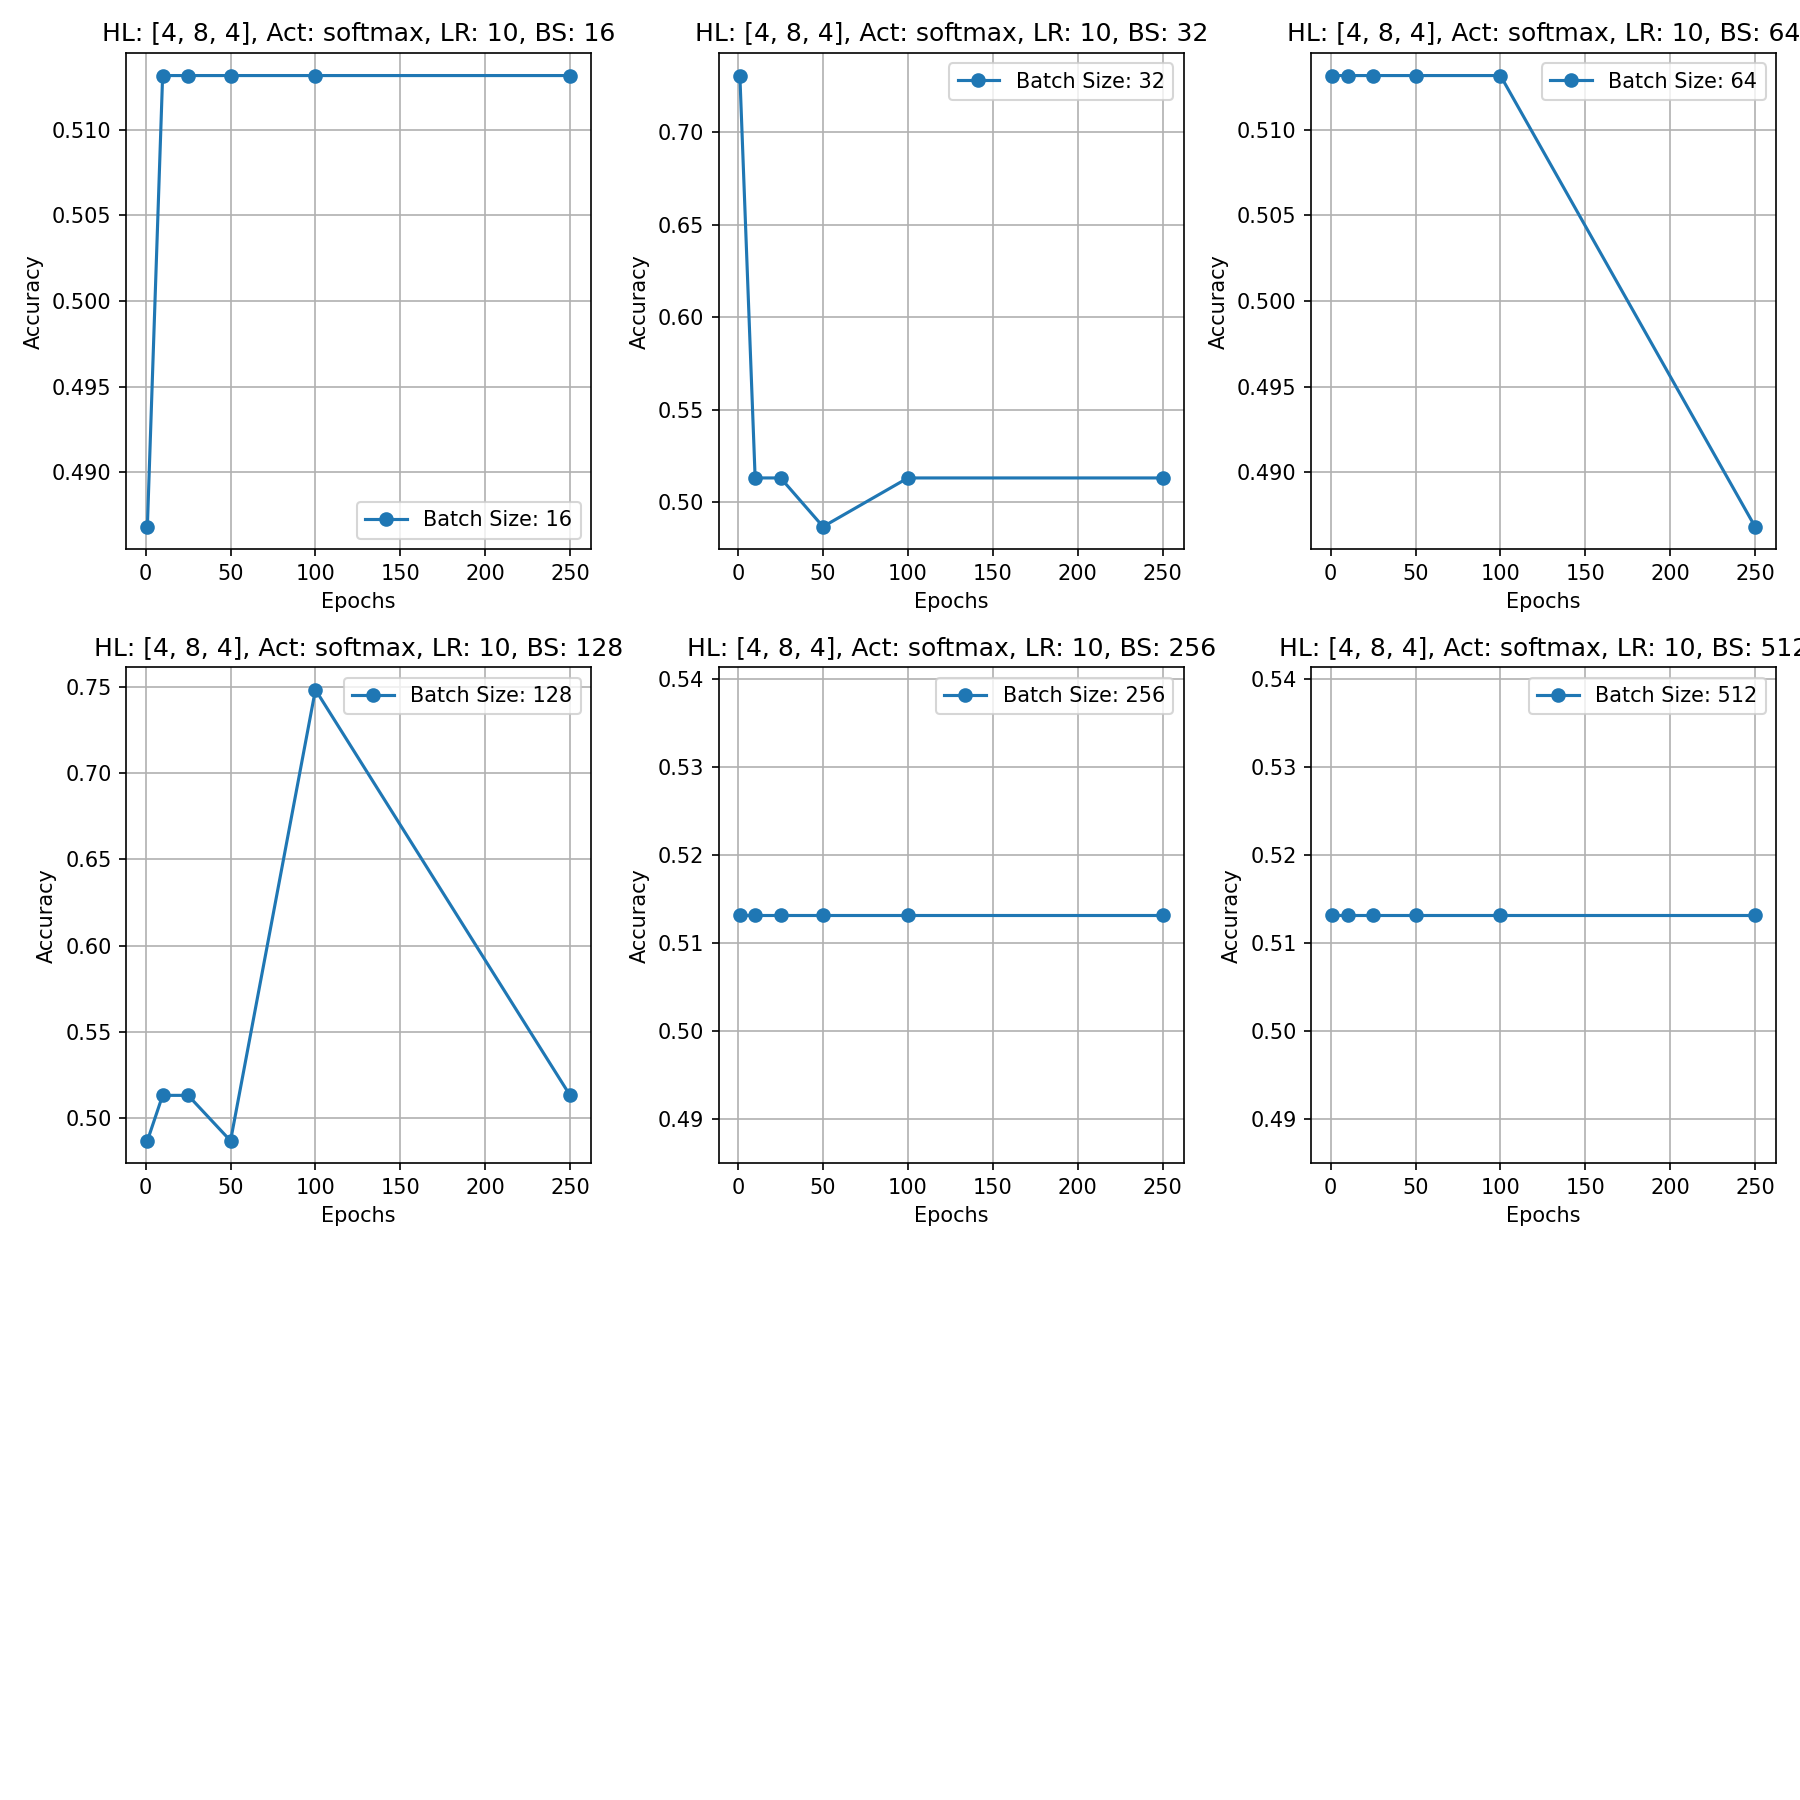 HL: [4, 8, 4], Act: softmax, LR: 10, BS: 16
Accuracy
0.510
0.505
0.500
0.495
0.490
Batch Size: 16
0 50 100 150 200 250
Epochs
HL: [4, 8, 4], Act: softmax, LR: 10, BS: 32
Accuracy
0.70
0.65
0.60
0.55
0.50
Batch Size: 32
0 50 100 150 200 250
Epochs
HL: [4, 8, 4], Act: softmax, LR: 10, BS: 64
Accuracy
0.510
0.505
0.500
0.495
0.490
Batch Size: 64
0 50 100 150 200 250
Epochs
HL: [4, 8, 4], Act: softmax, LR: 10, BS: 128
Accuracy
0.75
0.70
0.65
0.60
0.55
0.50
Batch Size: 128
0 50 100 150 200 250
Epochs
HL: [4, 8, 4], Act: softmax, LR: 10, BS: 256
Accuracy
0.54
0.53
0.52
0.51
0.50
0.49
Batch Size: 256
0 50 100 150 200 250
Epochs
HL: [4, 8, 4], Act: softmax, LR: 10, BS: 512
Accuracy
0.54
0.53
0.52
0.51
0.50
0.49
Batch Size: 512
0 50 100 150 200 250
Epochs